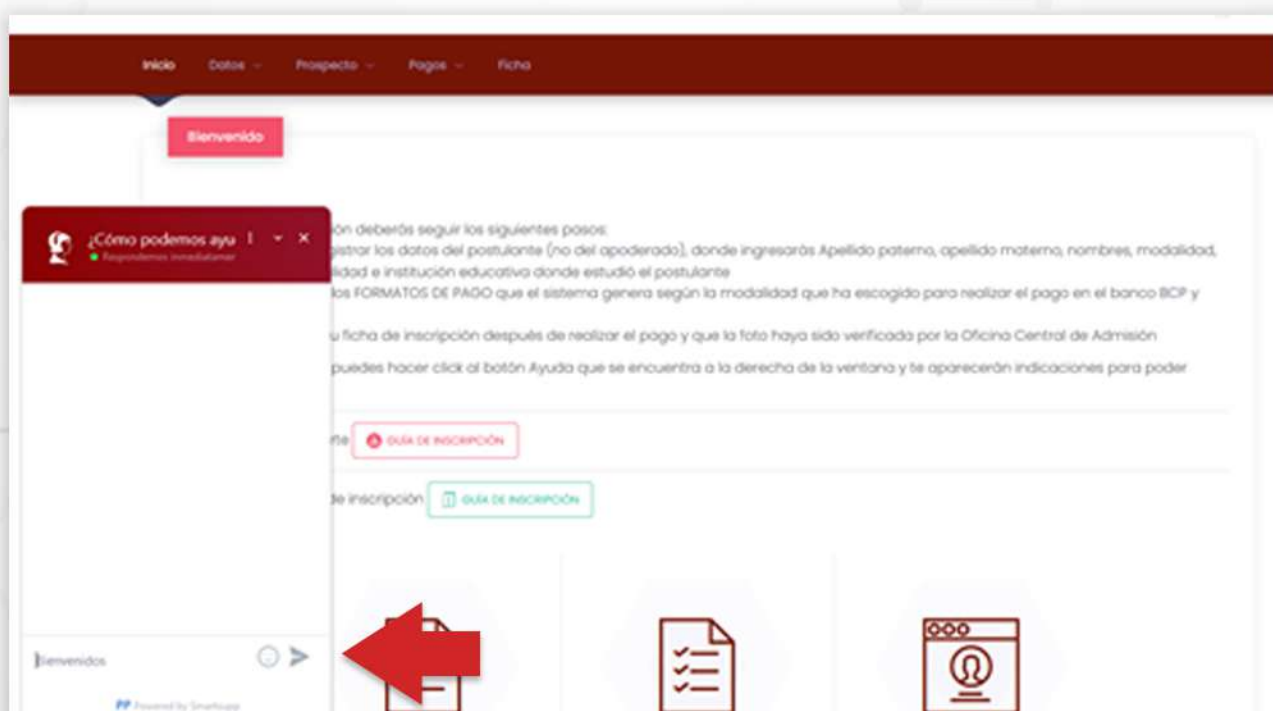 Inicio Datos Prospecto Pagos Ficha
Bienvenido
¿Cómo podemos ayu
Respondemos inmediatamen
ón deberás seguir los siguientes pasos:
istrar los datos del postulante (no del apoderado), donde ingresarás Apellido paterno, apellido materno, nombres, modalidad,
lidad e institución educativa donde estudió el postulante
los FORMATOS DE PAGO que el sistema genera según la modalidad que ha escogido para realizar el pago en el banco BCP y
u ficha de inscripción después de realizar el pago y que la foto haya sido verificada por la Oficina Central de Admisión
puedes hacer click al botón Ayuda que se encuentra a la derecha de la ventana y te aparecerán indicaciones para poder
rte GUÍA DE INSCRIPCIÓN
de inscripción GUÍA DE INSCRIPCIÓN
Bienvenidos
Powered by Smartsupp